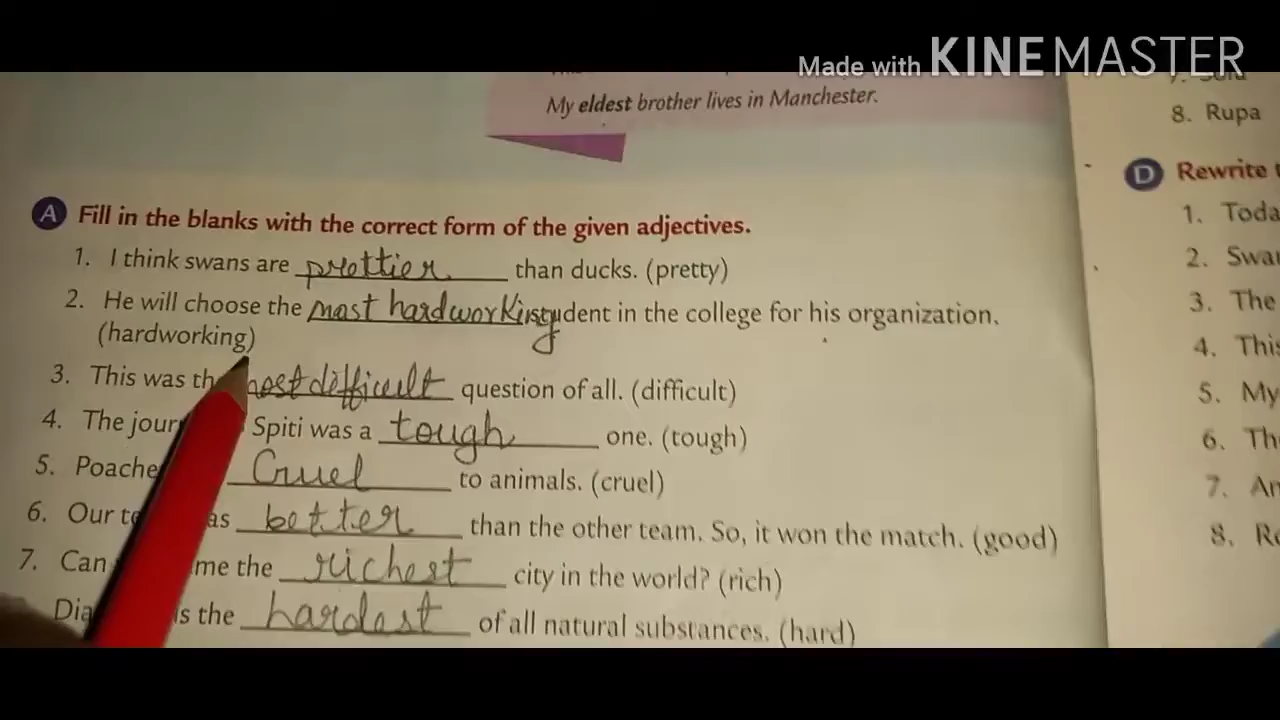 Made with KINEMASTER
My eldest brother lives in Manchester.
8. Rupa
A Fill in the blanks with the correct form of the given adjectives.
1. I think swans are prettier than ducks. (pretty)
2. He will choose the most hardworking student in the college for his organization.
(hardworking)
3. This was the most difficult question of all. (difficult)
4. The jour Spiti was a tough one. (tough)
5. Poache Cruel to animals. (cruel)
6. Our te as better than the other team. So, it won the match. (good)
7. Can me the richest city in the world? (rich)
Dia is the hardest of all natural substances. (hard)
D Rewrite
1. Toda
2. Swa
3. The
4. This
5. My
6. Th
7. An
8. Re